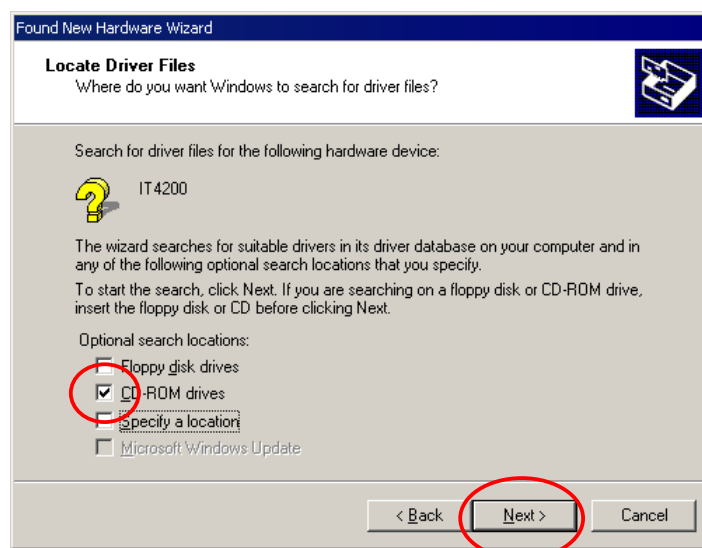 Found New Hardware Wizard
Locate Driver Files
Where do you want Windows to search for driver files?
Search for driver files for the following hardware device:
IT4200
The wizard searches for suitable drivers in its driver database on your computer and in
any of the following optional search locations that you specify.
To start the search, click Next. If you are searching on a floppy disk or CD-ROM drive,
insert the floppy disk or CD before clicking Next.
Optional search locations:
Floppy disk drives
CD-ROM drives
Specify a location
Microsoft Windows Update
< Back Next > Cancel